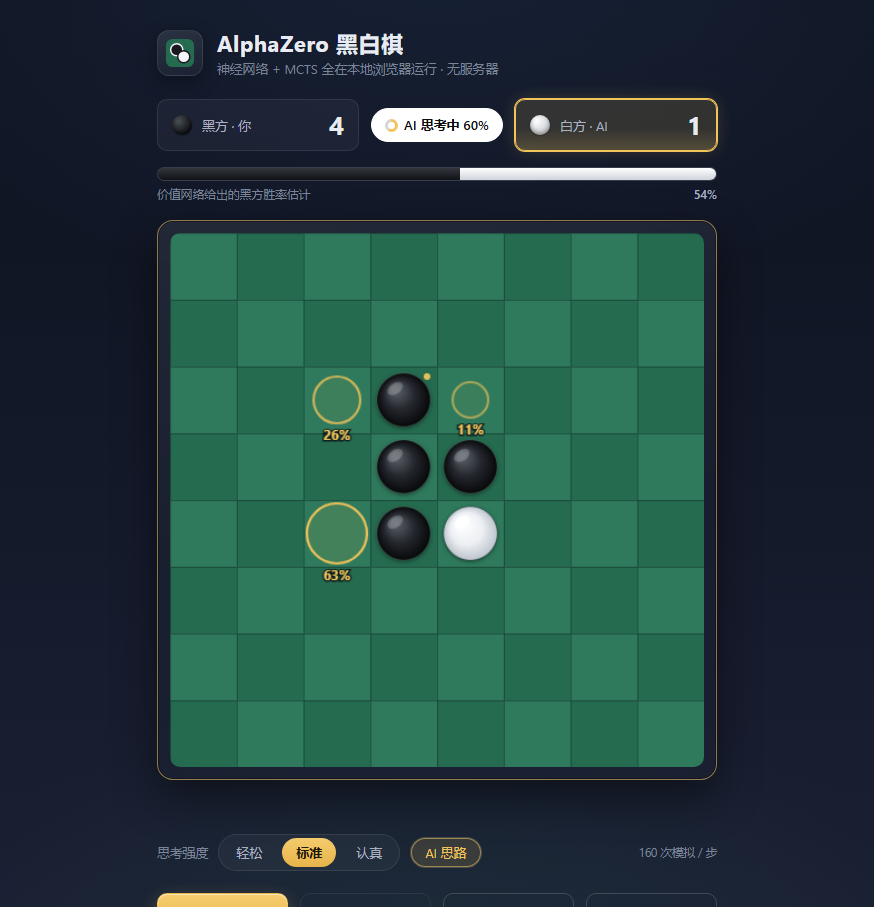 AlphaZero 黑白棋
神经网络 + MCTS 全在本地浏览器运行 · 无服务器
黑方 · 你
4
AI 思考中 60%
白方 · AI
1
价值网络给出的黑方胜率估计
54%
26%
11%
63%
思考强度
轻松
标准
认真
AI 思路
160 次模拟 / 步